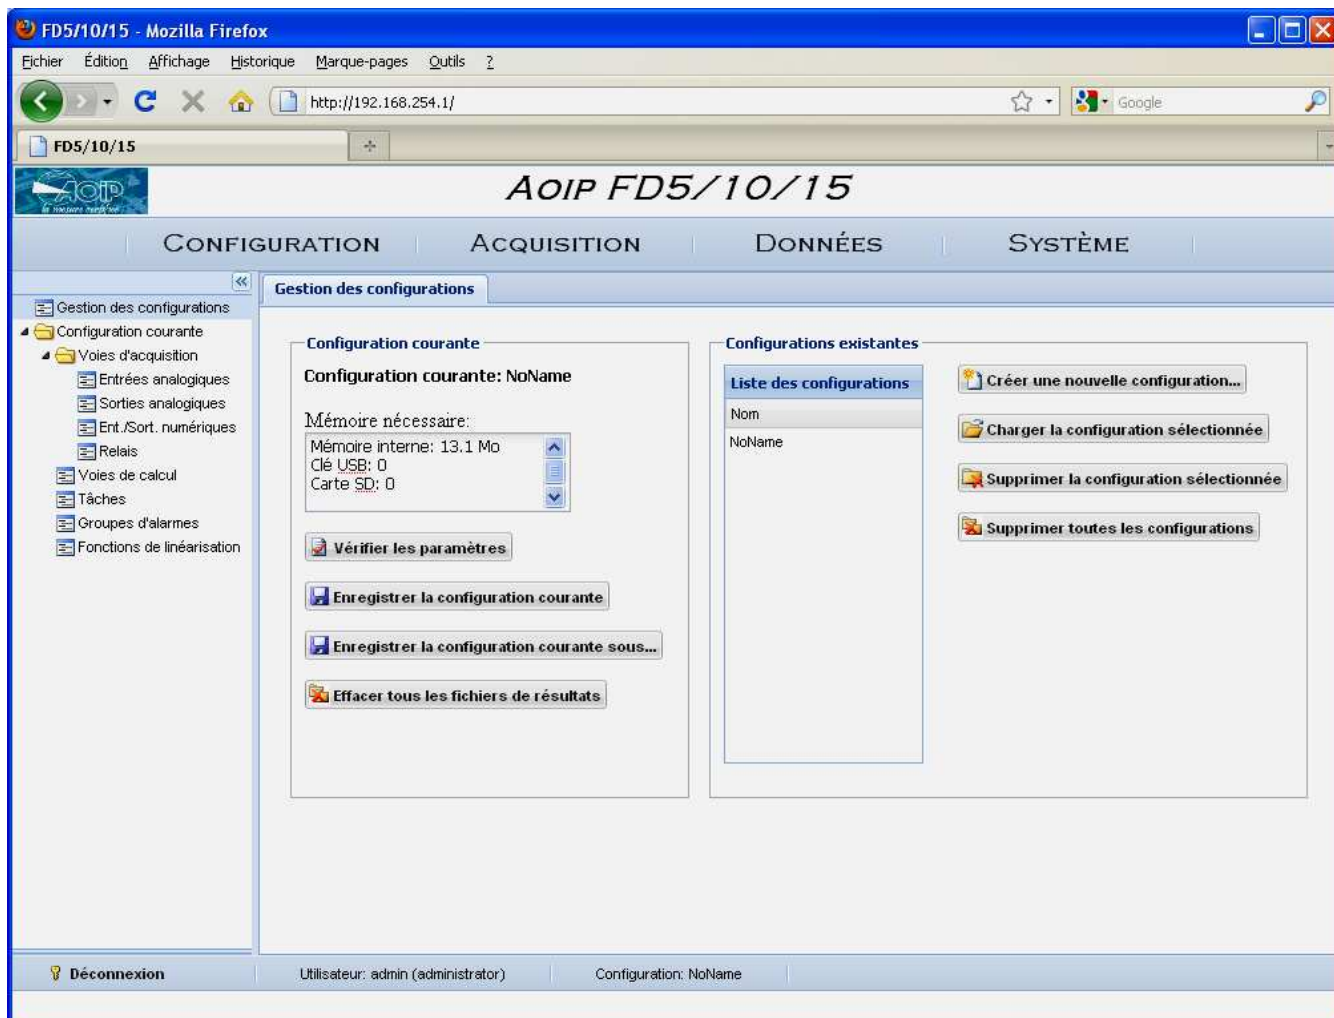 FD5/10/15 - Mozilla Firefox
Fichier Édition Affichage Historique Marque-pages Outils ?
http://192.168.254.1/
Google
FD5/10/15
AOIP
la mesure certifiée
AOIP FD5/10/15
CONFIGURATION ACQUISITION DONNÉES SYSTÈME
Gestion des configurations
Configuration courante
Voies d'acquisition
Entrées analogiques
Sorties analogiques
Ent./Sort. numériques
Relais
Voies de calcul
Tâches
Groupes d'alarmes
Fonctions de linéarisation
Gestion des configurations
Configuration courante
Configuration courante: NoName
Mémoire nécessaire:
Mémoire interne: 13.1 Mo
Clé USB: 0
Carte SD: 0
Vérifier les paramètres
Enregistrer la configuration courante
Enregistrer la configuration courante sous...
Effacer tous les fichiers de résultats
Configurations existantes
Liste des configurations
Nom
NoName
Créer une nouvelle configuration...
Charger la configuration sélectionnée
Supprimer la configuration sélectionnée
Supprimer toutes les configurations
Déconnexion
Utilisateur: admin (administrator)
Configuration: NoName